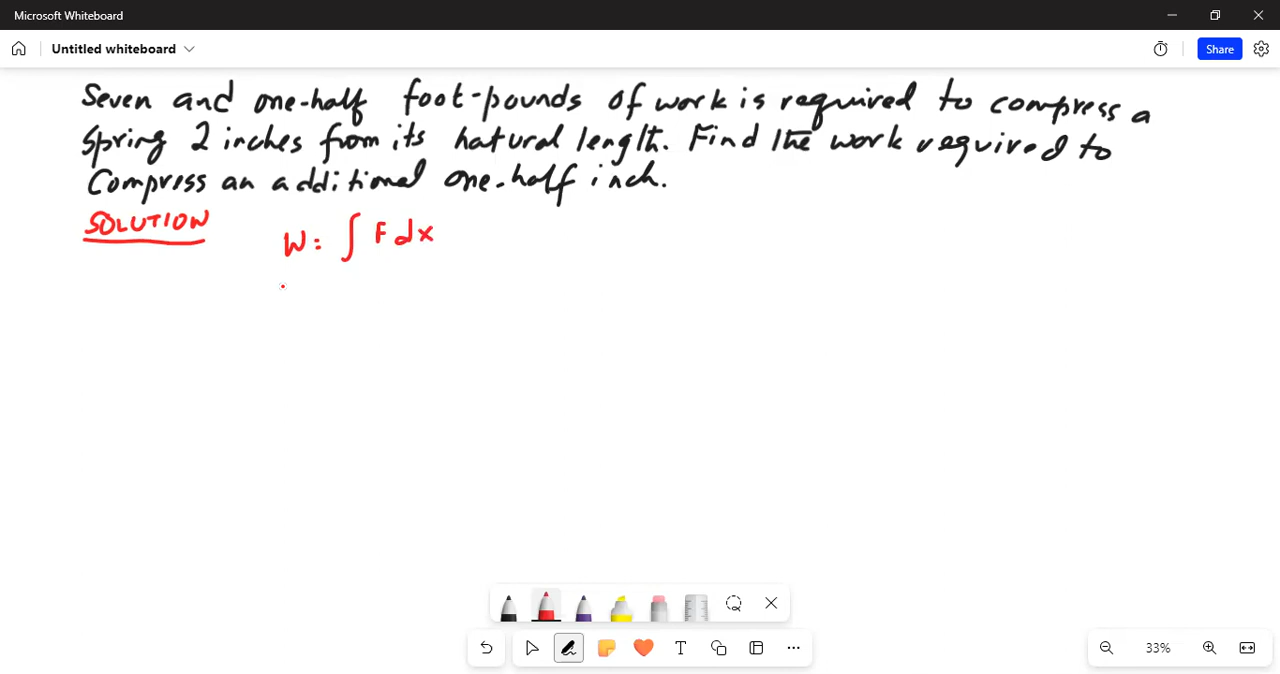 Microsoft Whiteboard
Untitled whiteboard
Share
Seven and one-half foot-pounds of work is required to compress a
Spring 2 inches from its natural length. Find the work required to
Compress an additional one-half inch.
SOLUTION
W = ∫ F dx
T
33%